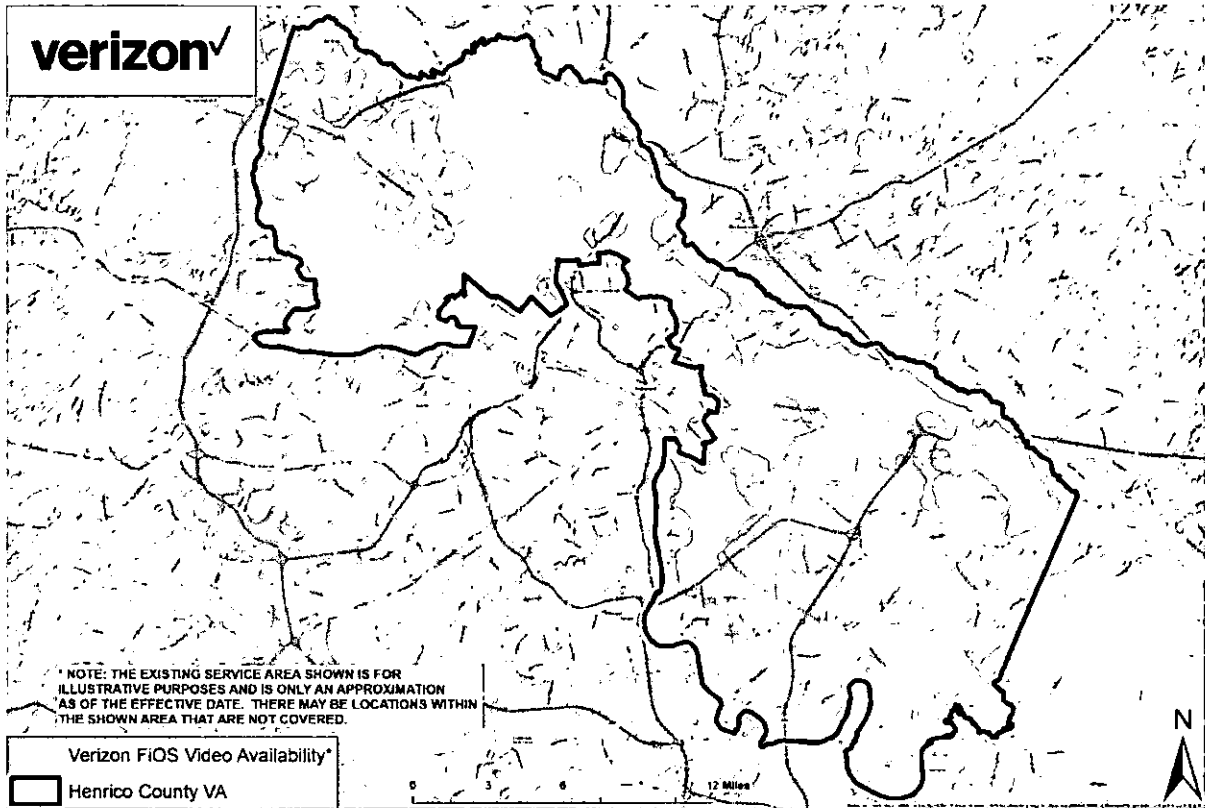 verizon✓
* NOTE: THE EXISTING SERVICE AREA SHOWN IS FOR
ILLUSTRATIVE PURPOSES AND IS ONLY AN APPROXIMATION
AS OF THE EFFECTIVE DATE. THERE MAY BE LOCATIONS WITHIN
THE SHOWN AREA THAT ARE NOT COVERED.
Verizon FiOS Video Availability*
Henrico County VA
3 6 12 Miles
N